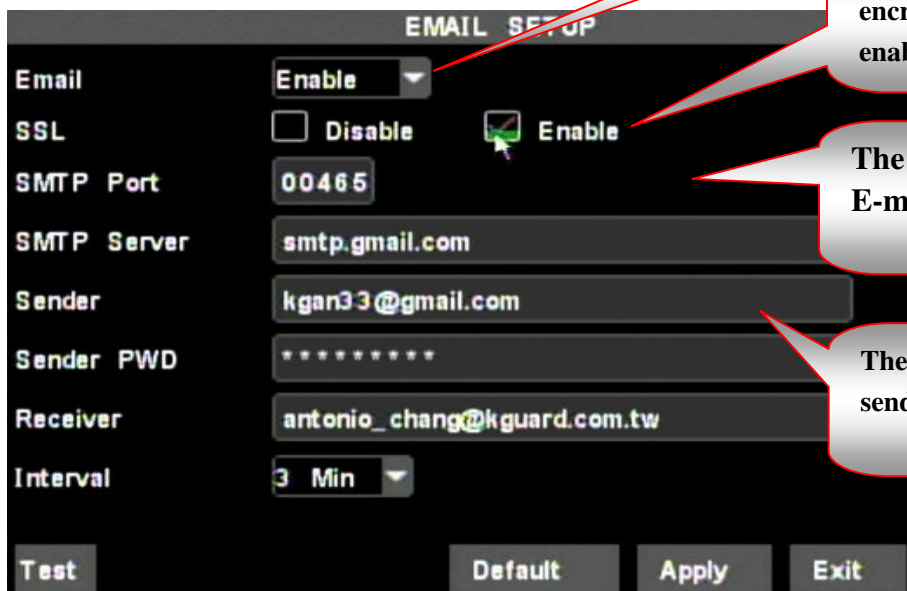 EMAIL SETUP
Email Enable
SSL Disable Enable
SMTP Port 00465
SMTP Server smtp.gmail.com
Sender kgan33@gmail.com
Sender PWD *********
Receiver antonio_chang@kguard.com.tw
Interval 3 Min
Test Default Apply Exit
The
The